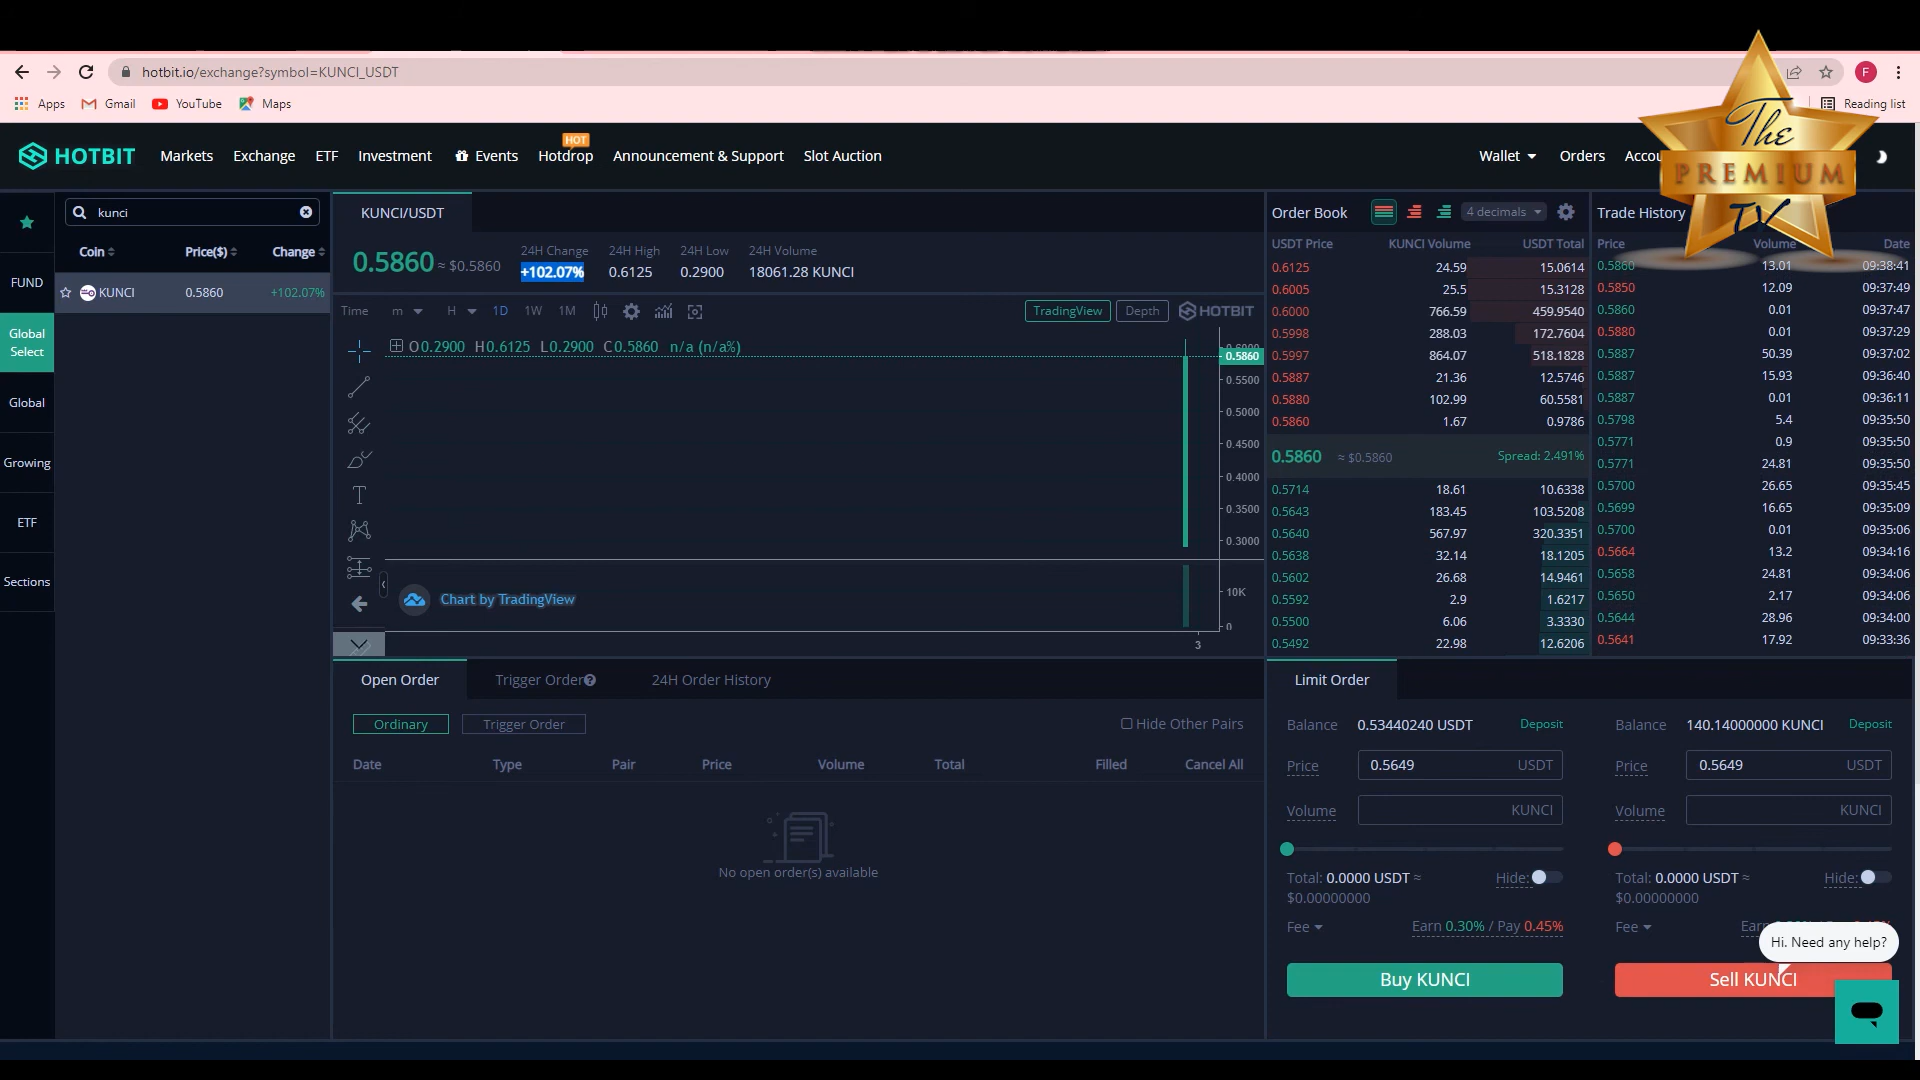 hotbit.io/exchange?symbol=KUNCI_USDT
F
Apps Gmail YouTube Maps
Reading list
The
PREMIUM
TV
HOTBIT Markets Exchange ETF Investment Events Hotdrop HOT Announcement & Support Slot Auction Wallet Orders Accou
FUND
Global Select
Global
Growing
ETF
Sections
kunci
Coin Price($) Change
KUNCI 0.5860 +102.07%
KUNCI/USDT
0.5860 ≈ $0.5860
24H Change 24H High 24H Low 24H Volume
+102.07% 0.6125 0.2900 18061.28 KUNCI
Time m H 1D 1W 1M TradingView Depth HOTBIT
O0.2900 H0.6125 L0.2900 C0.5860 n/a (n/a%)
0.6000
0.5860
0.5500
0.5000
0.4500
0.4000
0.3500
0.3000
10K
0
3
Chart by TradingView
Order Book 4 decimals
USDT Price KUNCI Volume USDT Total
0.6125 24.59 15.0614
0.6005 25.5 15.3128
0.6000 766.59 459.9540
0.5998 288.03 172.7604
0.5997 864.07 518.1828
0.5887 21.36 12.5746
0.5880 102.99 60.5581
0.5860 1.67 0.9786
0.5860 ≈ $0.5860 Spread: 2.491%
0.5714 18.61 10.6338
0.5643 183.45 103.5208
0.5640 567.97 320.3351
0.5638 32.14 18.1205
0.5602 26.68 14.9461
0.5592 2.9 1.6217
0.5500 6.06 3.3330
0.5492 22.98 12.6206
Trade History
Price Volume Date
0.5860 13.01 09:38:41
0.5850 12.09 09:37:49
0.5860 0.01 09:37:47
0.5880 0.01 09:37:29
0.5887 50.39 09:37:02
0.5887 15.93 09:36:40
0.5887 0.01 09:36:11
0.5798 5.4 09:35:50
0.5771 0.9 09:35:50
0.5771 24.81 09:35:50
0.5700 26.65 09:35:45
0.5699 16.65 09:35:09
0.5700 0.01 09:35:06
0.5664 13.2 09:34:16
0.5658 24.81 09:34:06
0.5650 2.17 09:34:06
0.5644 28.96 09:34:00
0.5641 17.92 09:33:36
Open Order Trigger Order 24H Order History
Ordinary Trigger Order Hide Other Pairs
Date Type Pair Price Volume Total Filled Cancel All
No open order(s) available
Limit Order
Balance 0.53440240 USDT Deposit
Price 0.5649 USDT
Volume KUNCI
Total: 0.0000 USDT ≈ Hide:
$0.00000000
Fee Earn 0.30% / Pay 0.45%
Buy KUNCI
Balance 140.14000000 KUNCI Deposit
Price 0.5649 USDT
Volume KUNCI
Total: 0.0000 USDT ≈ Hide:
$0.00000000
Fee
Hi. Need any help?
Sell KUNCI